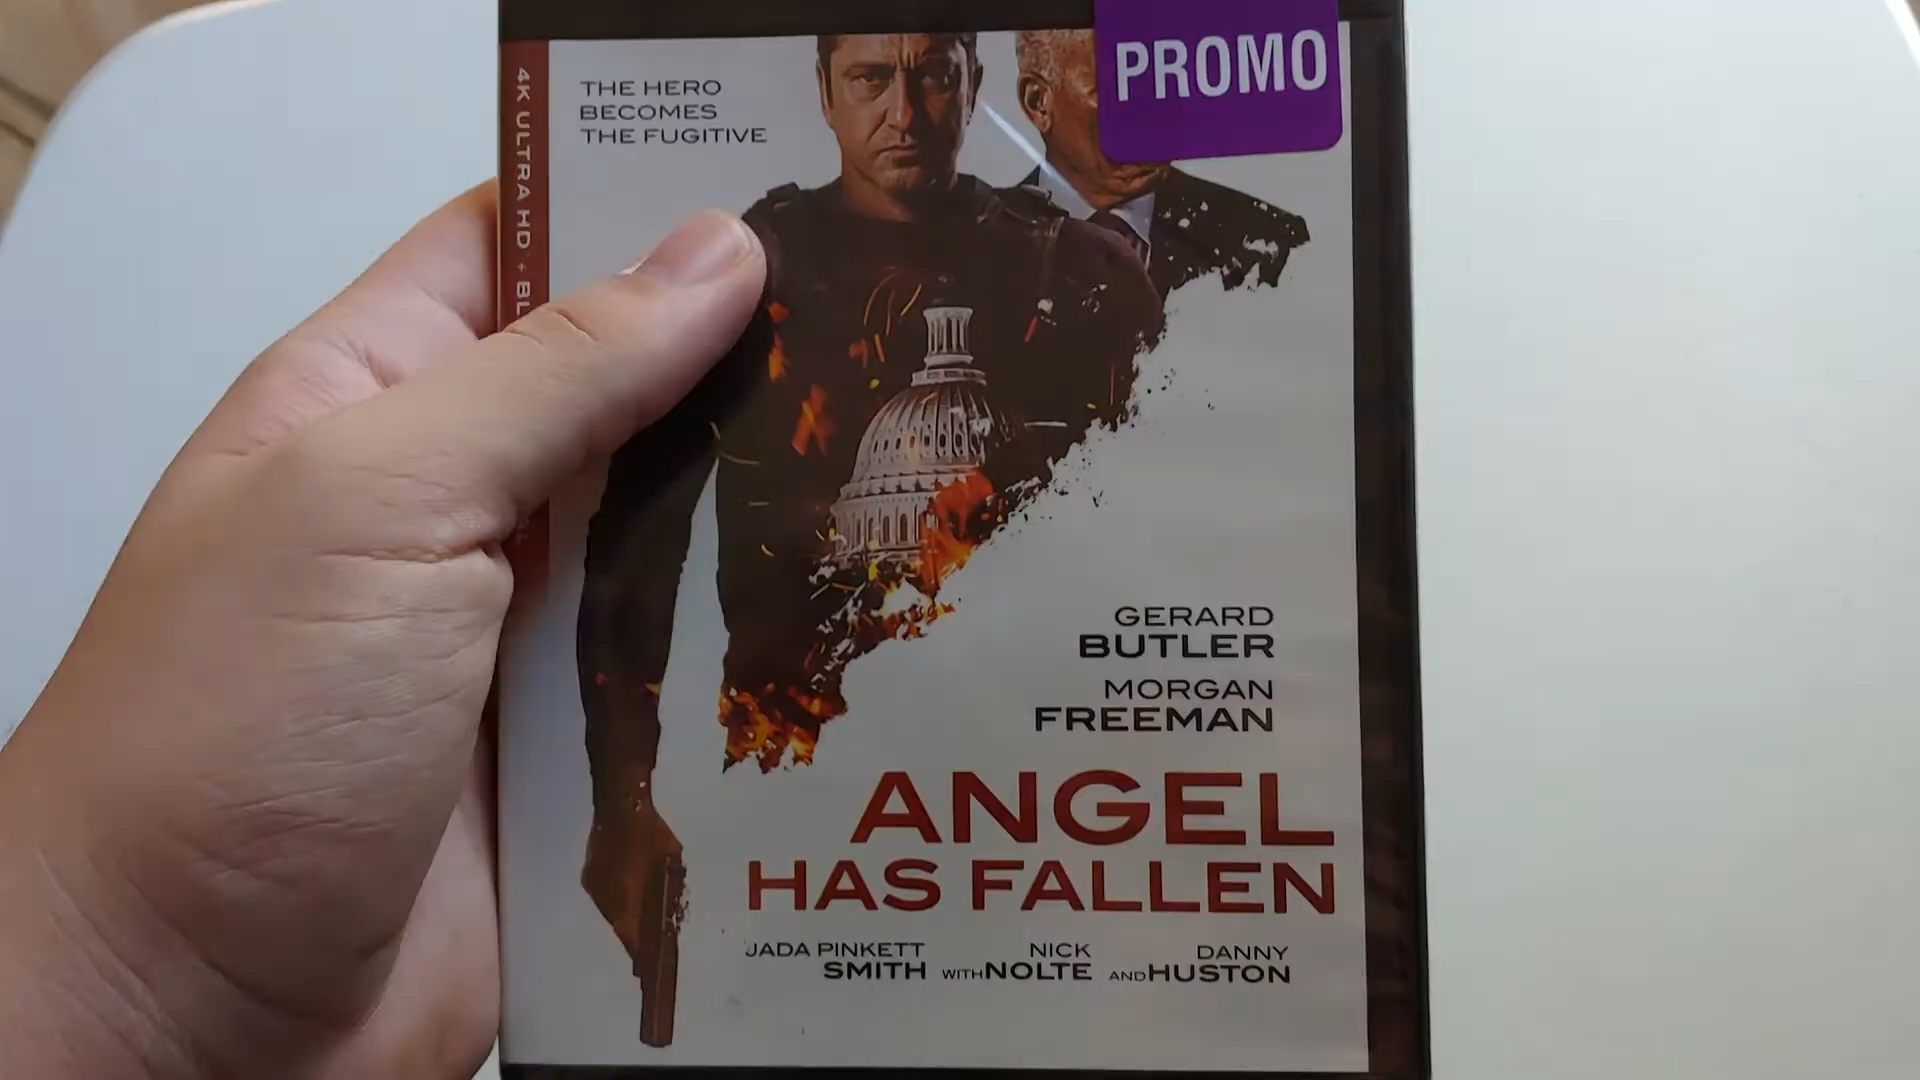 PROMO
4K ULTRA HD + BL
THE HERO
BECOMES
THE FUGITIVE
GERARD
BUTLER
MORGAN
FREEMAN
ANGEL
HAS FALLEN
JADA PINKETT
SMITH
WITH NICK
NOLTE
AND DANNY
HUSTON